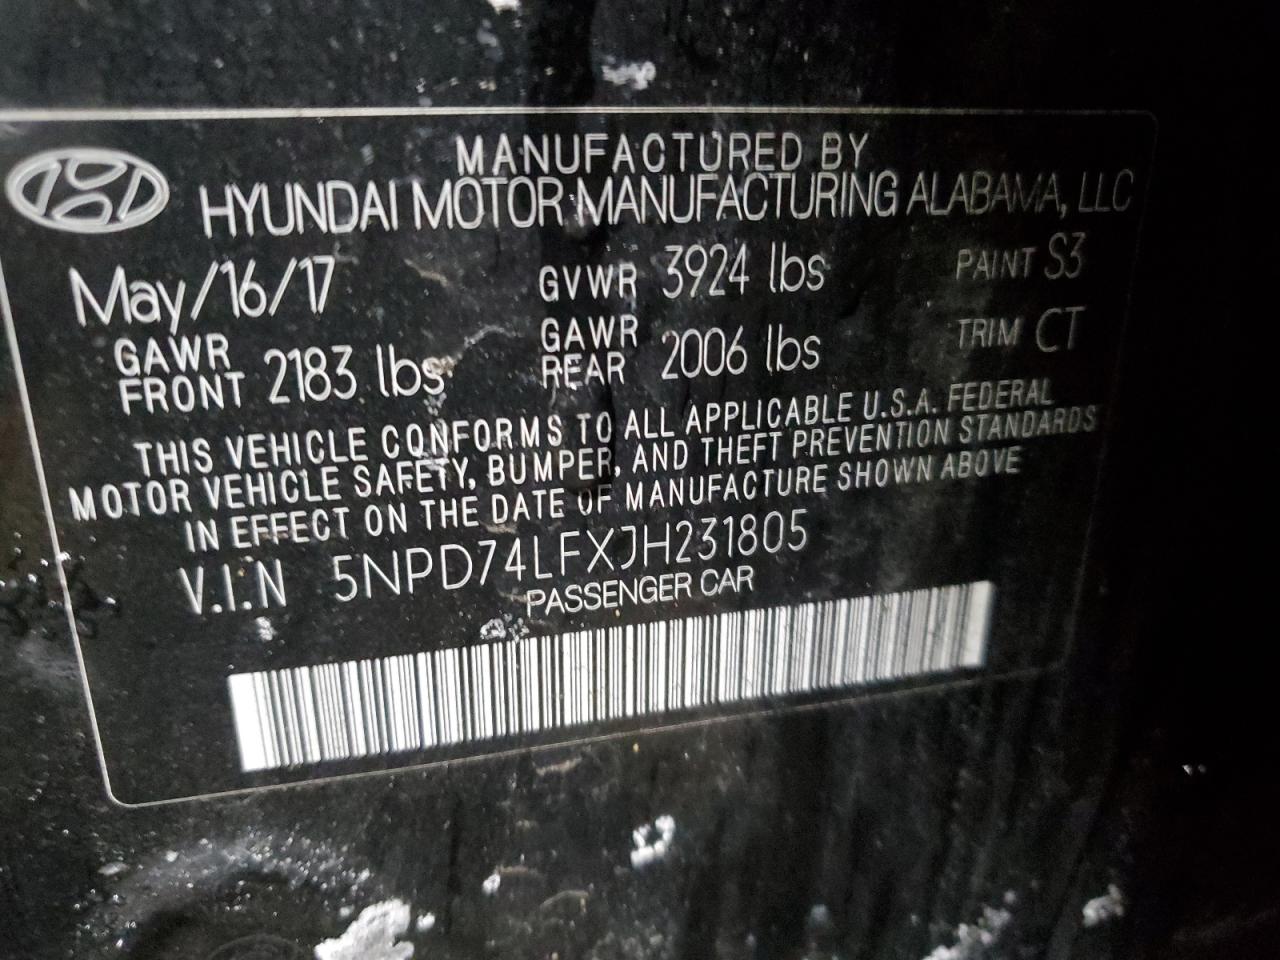 MANUFACTURED BY
HYUNDAI MOTOR MANUFACTURING ALABAMA, LLC
May/16/17 GVWR 3924 lbs PAINT S3
GAWR FRONT 2183 lbs GAWR REAR 2006 lbs TRIM CT
THIS VEHICLE CONFORMS TO ALL APPLICABLE U.S.A. FEDERAL
MOTOR VEHICLE SAFETY, BUMPER, AND THEFT PREVENTION STANDARDS
IN EFFECT ON THE DATE OF MANUFACTURE SHOWN ABOVE
V.I.N 5NPD74LFXJH231805
PASSENGER CAR